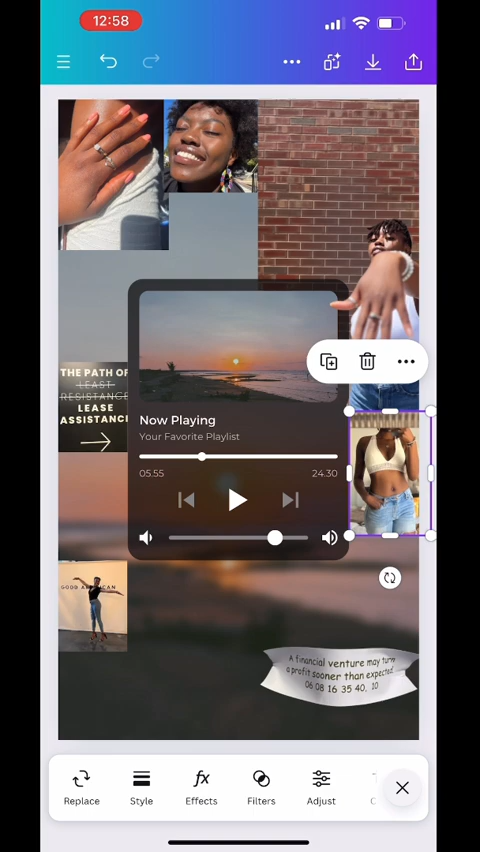 12:58
THE PATH OF
LEAST
RESISTANCE
LEASE
ASSISTANCE
Now Playing
Your Favorite Playlist
05.55
24.30
GOOD AMERICAN
A financial venture may turn
a profit sooner than expected.
06 08 16 35 40, 10
Replace
Style
fx
Effects
Filters
Adjust